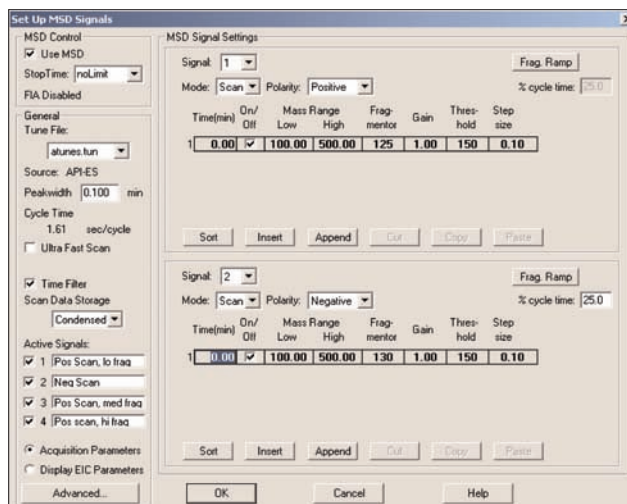 Set Up MSD Signals
MSD Control
Use MSD
StopTime: noLimit
FIA Disabled
General
Tune File:
atunes.tun
Source: API-ES
Peakwidth 0.100 min
Cycle Time
1.61 sec/cycle
Ultra Fast Scan
Time Filter
Scan Data Storage
Condensed
Active Signals:
1 Pos Scan, lo frag
2 Neg Scan
3 Pos Scan, med frag
4 Pos scan, hi frag
Acquisition Parameters
Display EIC Parameters
Advanced...
MSD Signal Settings
Signal: 1
Frag. Ramp
Mode: Scan Polarity: Positive
% cycle time: 25.0
Time(min) On/Off Mass Range Low High Frag-mentor Gain Thres-hold Step size
1 0.00 100.00 500.00 125 1.00 150 0.10
Sort Insert Append Cut Copy Paste
Signal: 2
Frag. Ramp
Mode: Scan Polarity: Negative
% cycle time: 25.0
Time(min) On/Off Mass Range Low High Frag-mentor Gain Thres-hold Step size
1 0.00 100.00 500.00 130 1.00 150 0.10
Sort Insert Append Cut Copy Paste
OK Cancel Help